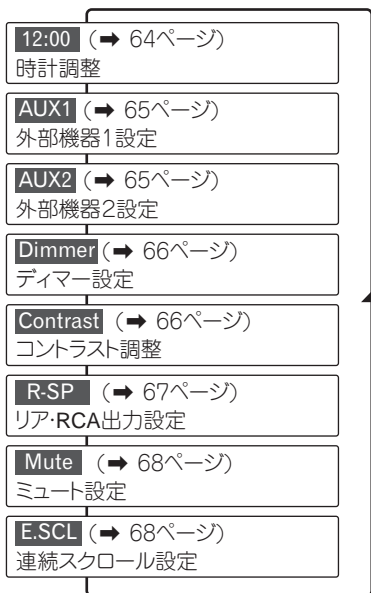 12:00 (➡ 64ページ)
時計調整
AUX1 (➡ 65ページ)
外部機器1設定
AUX2 (➡ 65ページ)
外部機器2設定
Dimmer (➡ 66ページ)
ディマー設定
Contrast (➡ 66ページ)
コントラスト調整
R-SP (➡ 67ページ)
リア・RCA出力設定
Mute (➡ 68ページ)
ミュート設定
E.SCL (➡ 68ページ)
連続スクロール設定